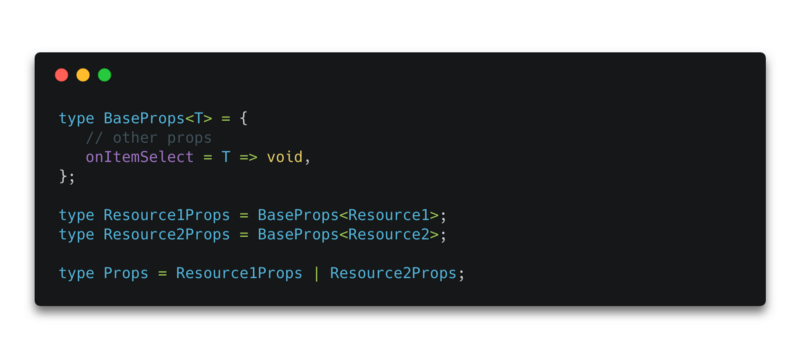 type BaseProps<T> = {
   // other props
   onItemSelect = T => void,
};

type Resource1Props = BaseProps<Resource1>;
type Resource2Props = BaseProps<Resource2>;

type Props = Resource1Props | Resource2Props;